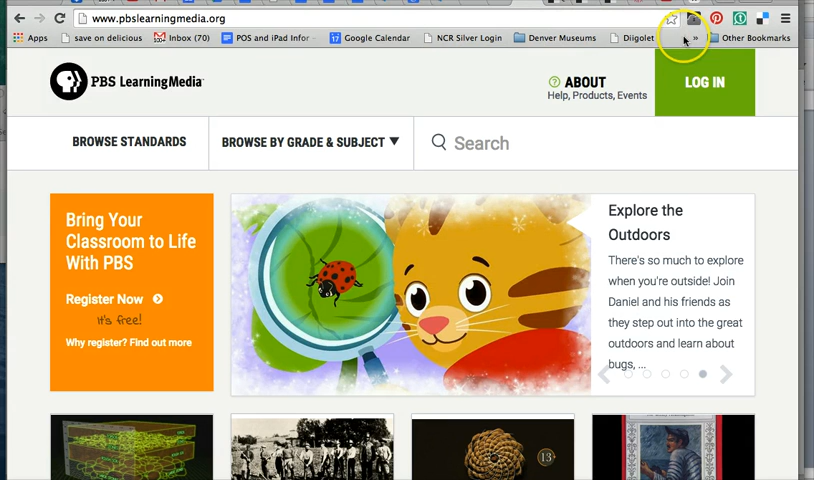 www.pbslearningmedia.org
Apps save on delicious Inbox (70) POS and iPad Infor Google Calendar NCR Silver Login Denver Museums Diigolet » Other Bookmarks
PBS LearningMedia
ABOUT
Help, Products, Events
LOG IN
BROWSE STANDARDS BROWSE BY GRADE & SUBJECT ▼ Search
Bring Your
Classroom to Life
With PBS
Register Now
It's free!
Why register? Find out more
Explore the
Outdoors
There's so much to explore
when you're outside! Join
Daniel and his friends as
they step out into the great
outdoors and learn about
bugs, ...
13